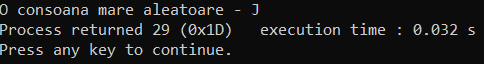 O consoana mare aleatoare - J
Process returned 29 (0x1D)   execution time : 0.032 s
Press any key to continue.